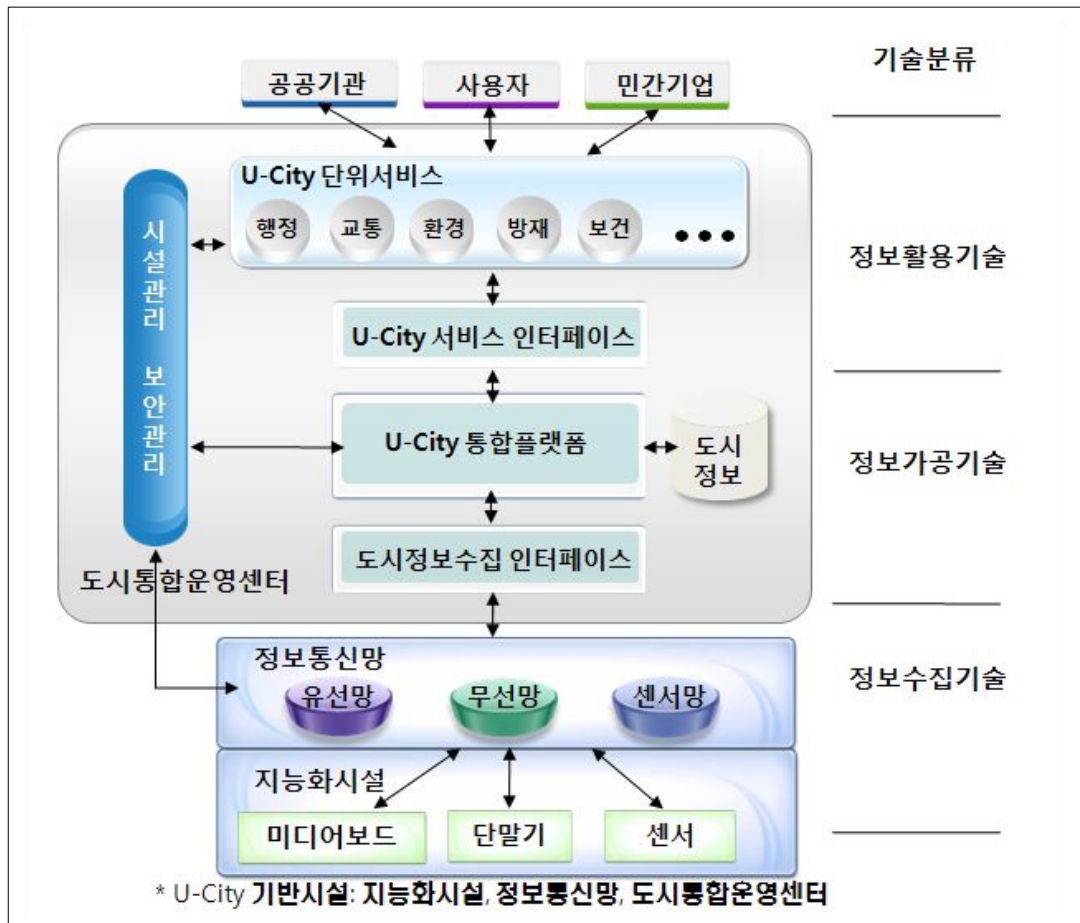 기술분류
공공기관 사용자 민간기업
U-City 단위서비스
행정 교통 환경 방재 보건 •••
정보활용기술
시설관리 보안관리
U-City 서비스 인터페이스
U-City 통합플랫폼
도시
정보
정보가공기술
도시정보수집 인터페이스
도시통합운영센터
정보통신망
유선망 무선망 센서망
정보수집기술
지능화시설
미디어보드 단말기 센서
* U-City 기반시설: 지능화시설, 정보통신망, 도시통합운영센터